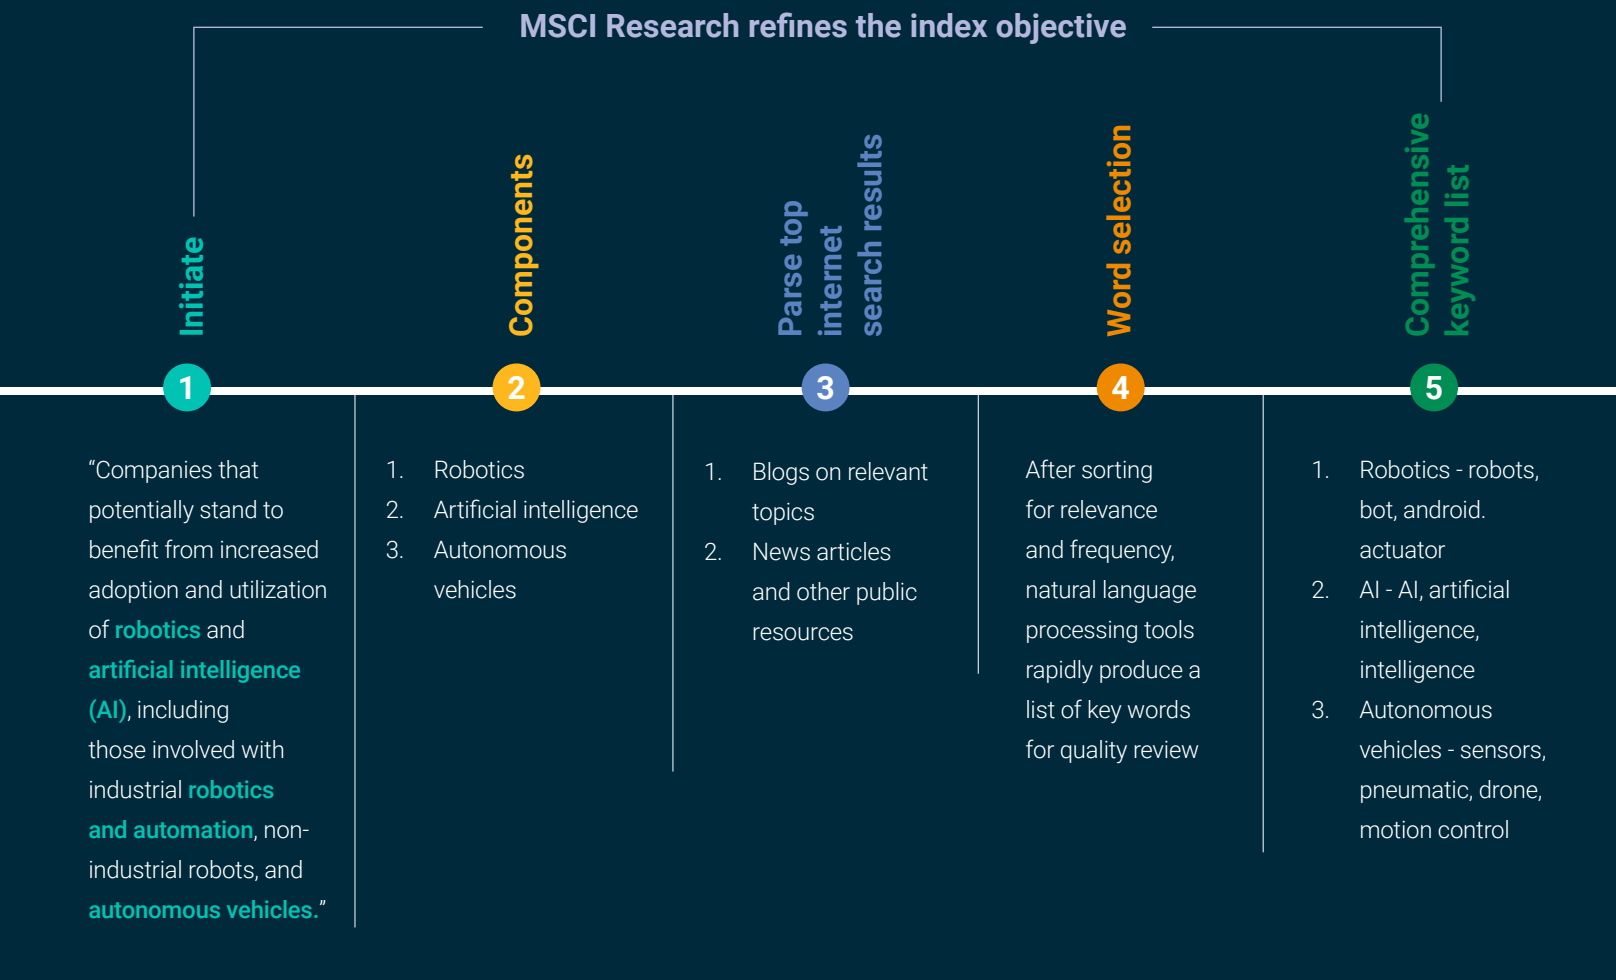 MSCI Research refines the index objective
Initiate
Components
Parse top
internet
search results
Word selection
Comprehensive
keyword list
1
2
3
4
5
“Companies that
potentially stand to
benefit from increased
adoption and utilization
of robotics and
artificial intelligence
(AI), including
those involved with
industrial robotics
and automation, non-
industrial robots, and
autonomous vehicles.”
1. Robotics
2. Artificial intelligence
3. Autonomous
vehicles
1. Blogs on relevant
topics
2. News articles
and other public
resources
After sorting
for relevance
and frequency,
natural language
processing tools
rapidly produce a
list of key words
for quality review
1. Robotics - robots,
bot, android.
actuator
2. AI - AI, artificial
intelligence,
intelligence
3. Autonomous
vehicles - sensors,
pneumatic, drone,
motion control